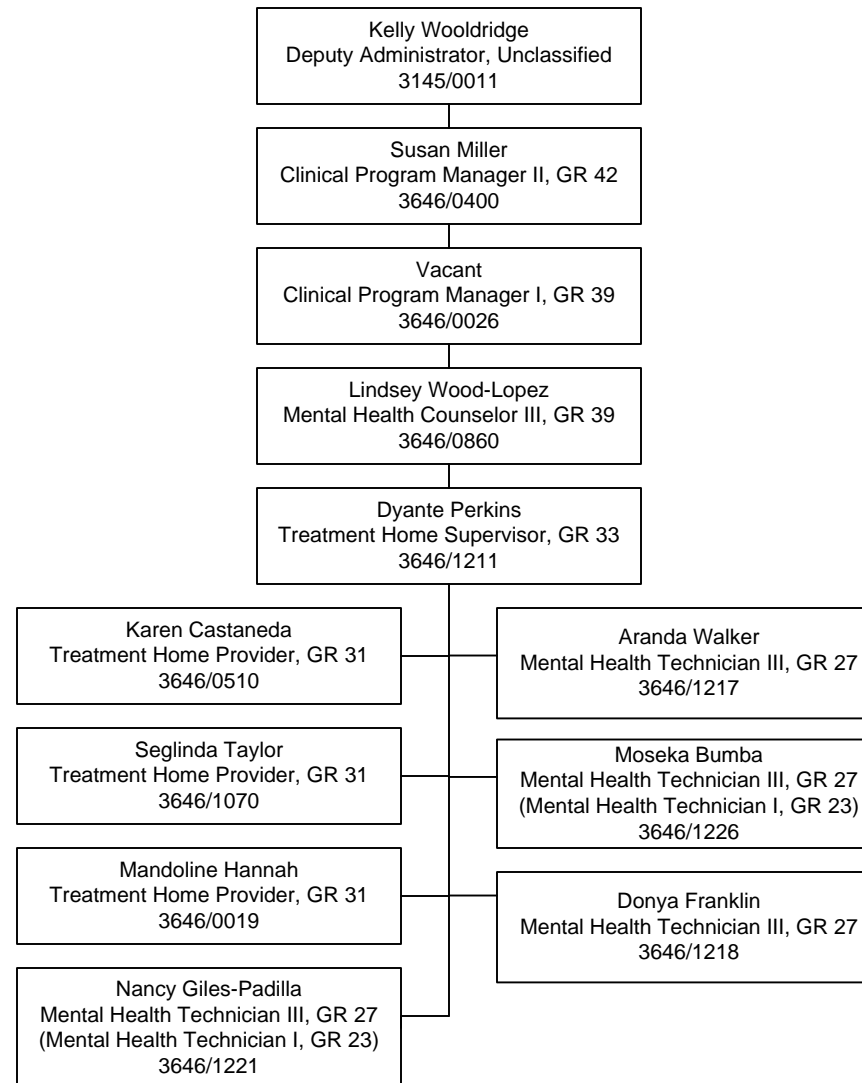 Kelly Wooldridge
Deputy Administrator, Unclassified
3145/0011
Susan Miller
Clinical Program Manager II, GR 42
3646/0400
Vacant
Clinical Program Manager I, GR 39
3646/0026
Lindsey Wood-Lopez
Mental Health Counselor III, GR 39
3646/0860
Dyante Perkins
Treatment Home Supervisor, GR 33
3646/1211
Karen Castaneda
Treatment Home Provider, GR 31
3646/0510
Aranda Walker
Mental Health Technician III, GR 27
3646/1217
Seglinda Taylor
Treatment Home Provider, GR 31
3646/1070
Moseka Bumba
Mental Health Technician III, GR 27
(Mental Health Technician I, GR 23)
3646/1226
Mandoline Hannah
Treatment Home Provider, GR 31
3646/0019
Donya Franklin
Mental Health Technician III, GR 27
3646/1218
Nancy Giles-Padilla
Mental Health Technician III, GR 27
(Mental Health Technician I, GR 23)
3646/1221